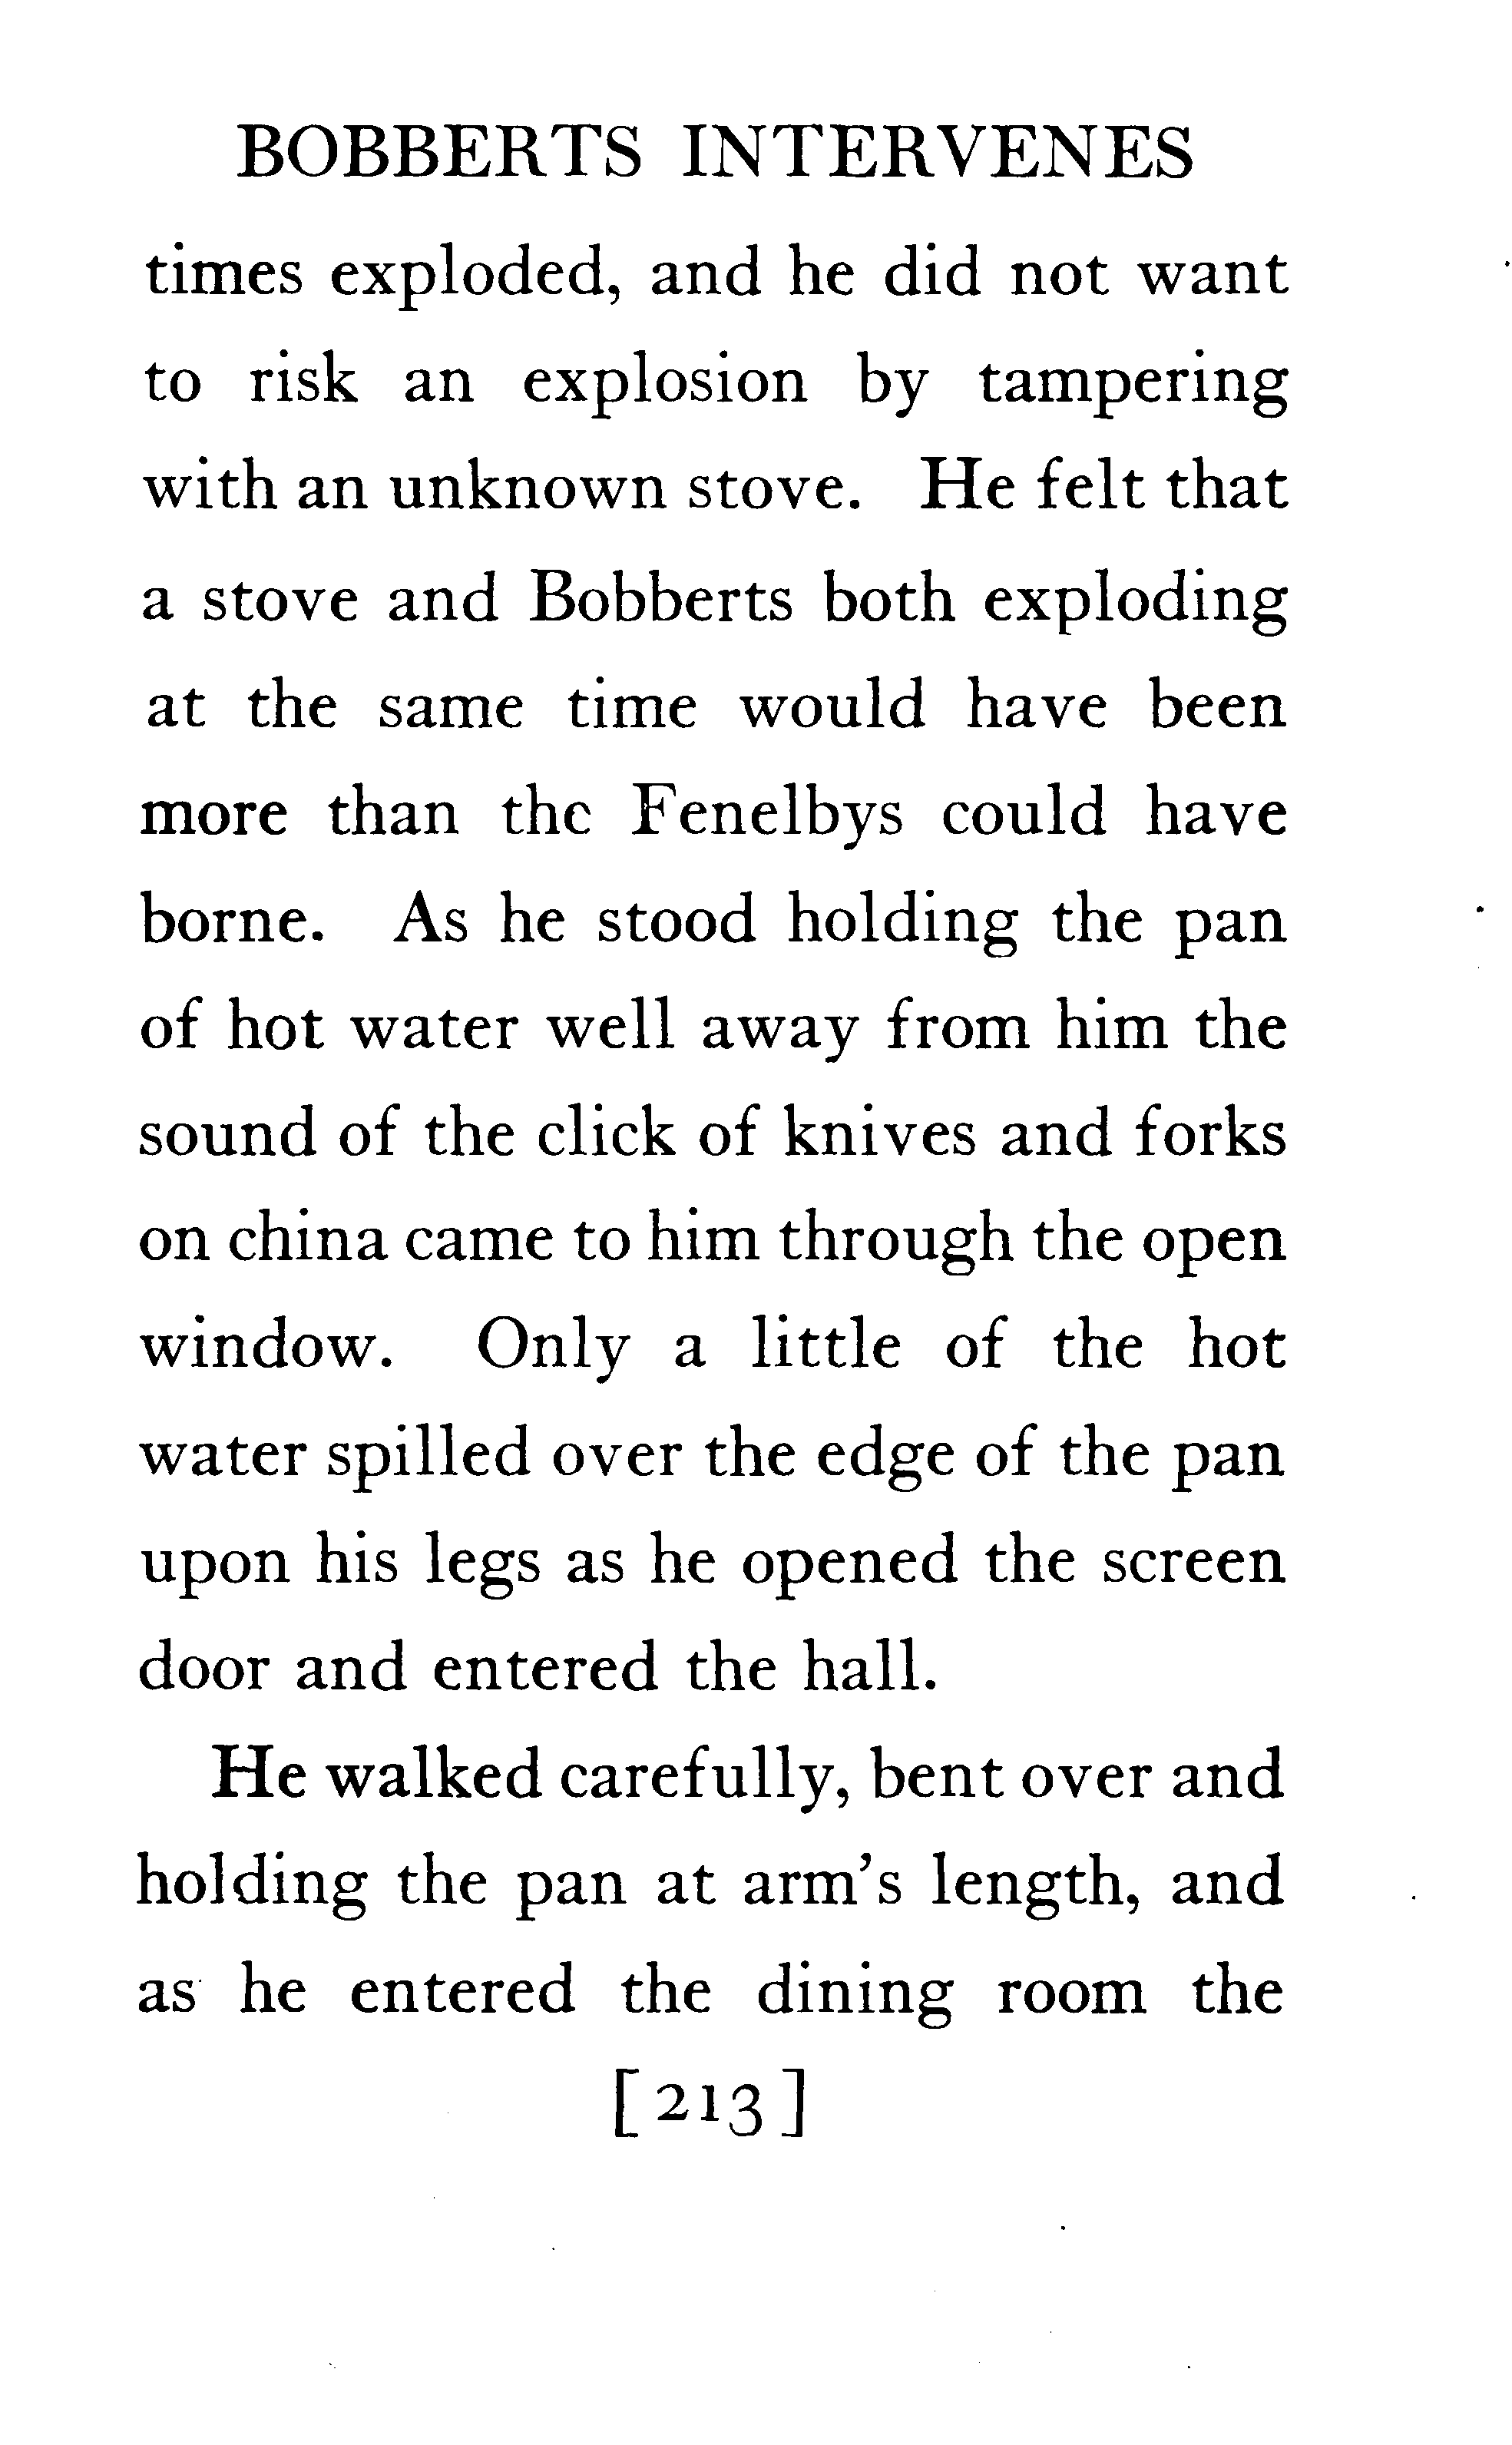 BOBBERTS INTERVENES
times exploded, and he did not want
to risk an explosion by tampering
with an unknown stove. He felt that
a stove and Bobberts both exploding
at the same time would have been
more than the Fenelbys could have
borne. As he stood holding the pan
of hot water well away from him the
sound of the click of knives and forks
on china came to him through the open
window. Only a little of the hot
water spilled over the edge of the pan
upon his legs as he opened the screen
door and entered the hall.
He walked carefully, bent over and
holding the pan at arm's length, and
as he entered the dining room the
[213]